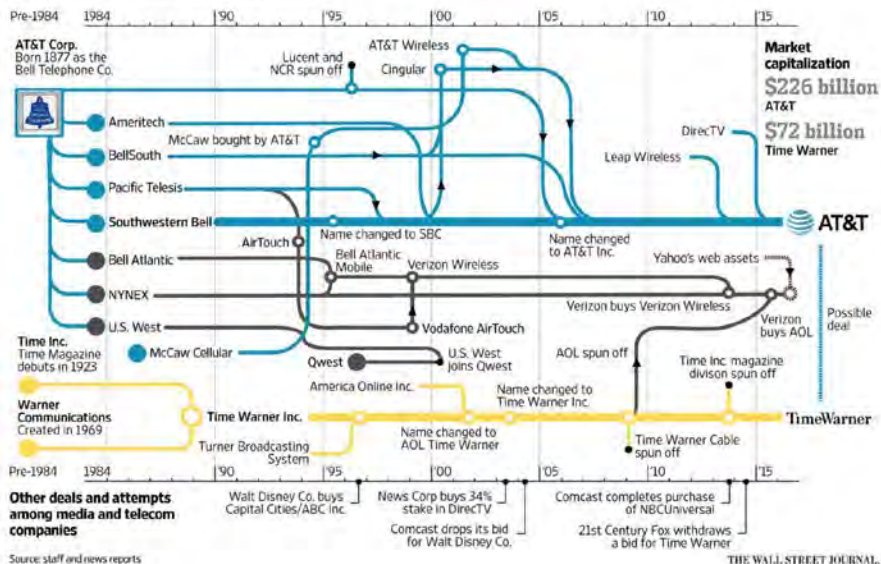 Pre-1984 1984 '90 '95 '00 '05 '10 '15
AT&T Corp.
Born 1877 as the
Bell Telephone Co.
Lucent and
NCR spun off
AT&T Wireless
Cingular
Market
capitalization
$226 billion
AT&T
$72 billion
Time Warner
Ameritech
McCaw bought by AT&T
DirecTV
BellSouth
Leap Wireless
Pacific Telesis
Southwestern Bell
AT&T
Name changed to SBC
Name changed
to AT&T Inc.
AirTouch
Bell Atlantic
Bell Atlantic
Mobile
Verizon Wireless
Yahoo's web assets
NYNEX
Verizon buys Verizon Wireless
Verizon
buys AOL
Possible
deal
U.S. West
Vodafone AirTouch
Time Inc.
Time Magazine
debuts in 1923
McCaw Cellular
Qwest
U.S. West
joins Qwest
AOL spun off
Time Inc magazine
divison spun off
America Online Inc.
Name changed to
Time Warner Inc.
Warner
Communications
Created in 1969
Time Warner Inc.
TimeWarner
Turner Broadcasting
System
Name changed to
AOL Time Warner
Time Warner Cable
spun off
Pre-1984 1984 '90 '95 '00 '05 '10 '15
Other deals and attempts
among media and telecom
companies
Walt Disney Co. buys
Capital Cities/ABC Inc.
News Corp buys 34%
stake in DirecTV
Comcast drops its bid
for Walt Disney Co.
Comcast completes purchase
of NBCUniversal
21st Century Fox withdraws
a bid for Time Warner
Source: staff and news reports
THE WALL STREET JOURNAL.